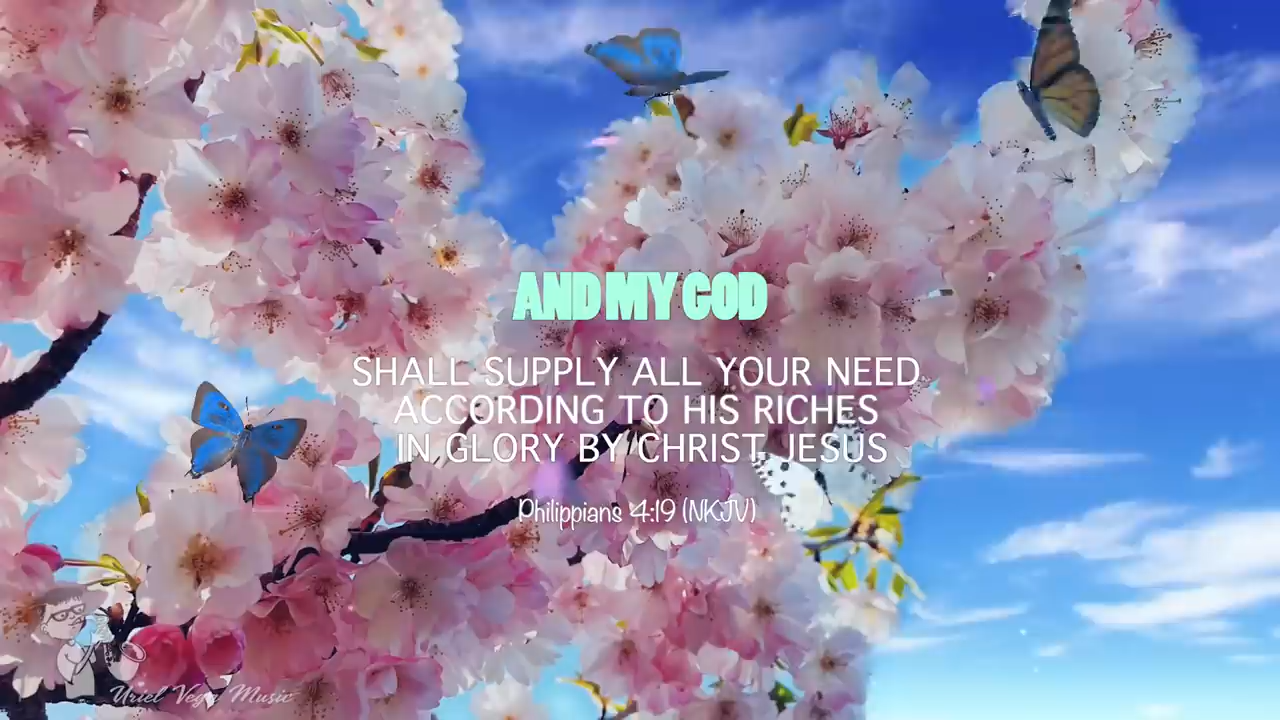 AND MY GOD
SHALL SUPPLY ALL YOUR NEED
ACCORDING TO HIS RICHES
IN GLORY BY CHRIST JESUS
Philippians 4:19 (NKJV)
Uriel Vega Music